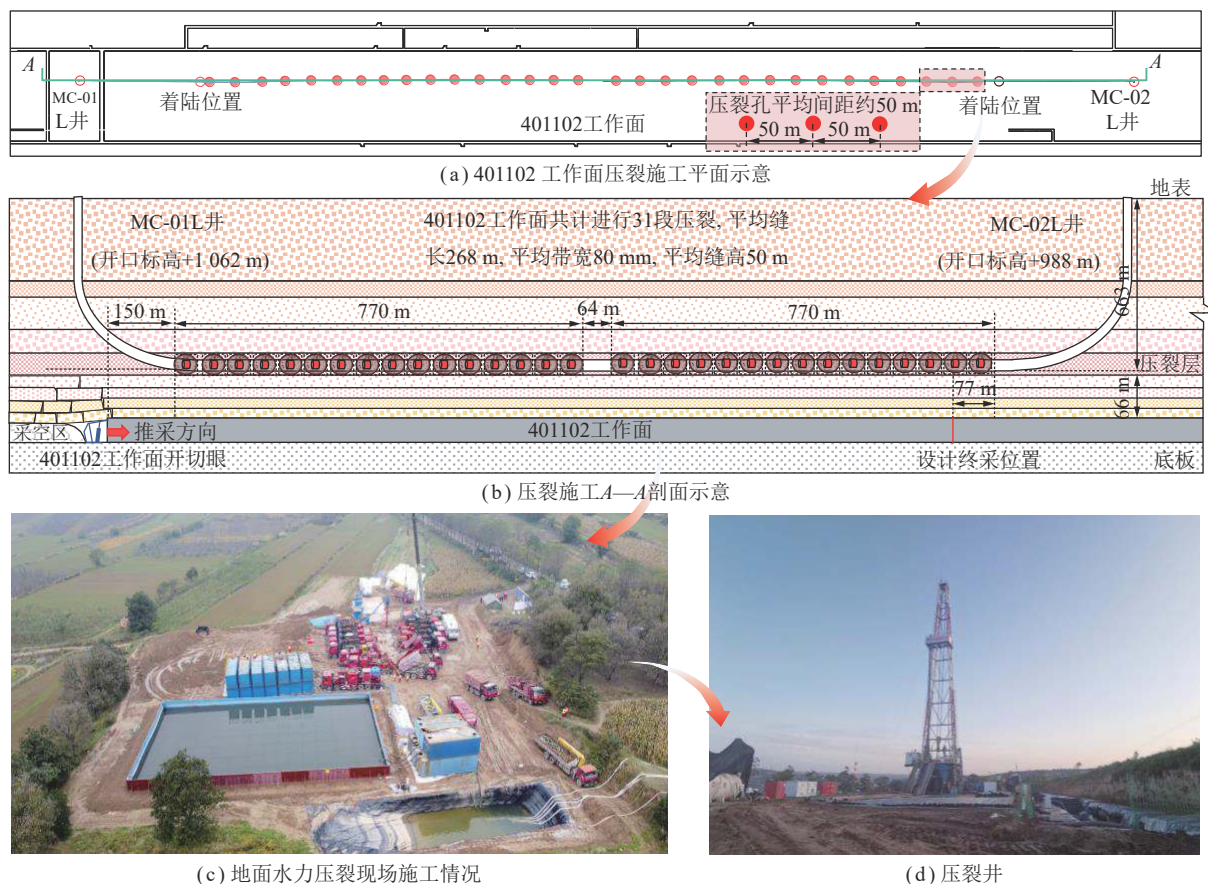 A
A
MC-01
L井
着陆位置
401102工作面
压裂孔平均间距约50 m
50 m
50 m
着陆位置
MC-02
L井
(a) 401102 工作面压裂施工平面示意
地表
MC-01L井
(开口标高+1 062 m)
401102工作面共计进行31段压裂, 平均缝
长268 m, 平均带宽80 mm, 平均缝高50 m
MC-02L井
(开口标高+988 m)
663 m
150 m
770 m
64 m
770 m
压裂层
77 m
66 m
采空区
推采方向
401102工作面
401102工作面开切眼
设计终采位置
底板
(b) 压裂施工A—A剖面示意
(c) 地面水力压裂现场施工情况
(d) 压裂井